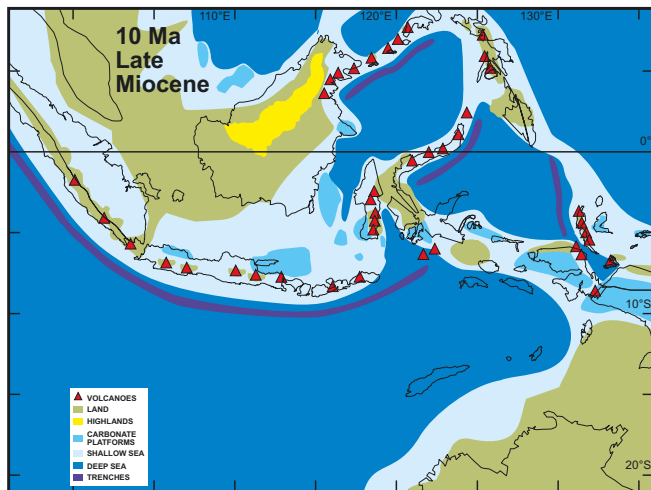 110°E
120°E
130°E
10 Ma
Late
Miocene
0°
10°S
20°S
VOLCANOES
LAND
HIGHLANDS
CARBONATE
PLATFORMS
SHALLOW SEA
DEEP SEA
TRENCHES